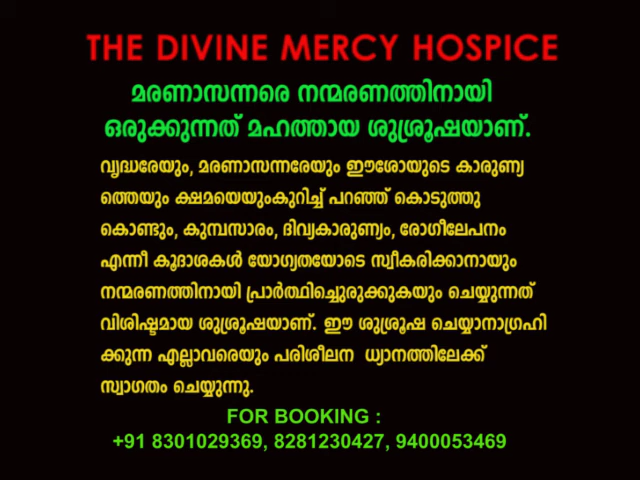 THE DIVINE MERCY HOSPICE
മരണാസന്നരെ നന്മരണത്തിനായി
ഒരുക്കുന്നത് മഹത്തായ ശുശ്രൂഷയാണ്.
വൃദ്ധരേയും, മരണാസന്നരേയും ഈശോയുടെ കാരുണ്യ
ത്തെയും ക്ഷമയെയുംകുറിച്ച് പറഞ്ഞ് കൊടുത്തു
കൊണ്ടും, കുമ്പസാരം, ദിവ്യകാരുണ്യം, രോഗീലേപനം
എന്നീ കൂദാശകൾ യോഗ്യതയോടെ സ്വീകരിക്കാനായും
നന്മരണത്തിനായി പ്രാർത്ഥിച്ചെരുക്കുകയും ചെയ്യുന്നത്
വിശിഷ്ടമായ ശുശ്രൂഷയാണ്. ഈ ശുശ്രൂഷ ചെയ്യാനാഗ്രഹി
ക്കുന്ന എല്ലാവരെയും പരിശീലന ധ്യാനത്തിലേക്ക്
സ്വാഗതം ചെയ്യുന്നു.
FOR BOOKING :
+91 8301029369, 8281230427, 9400053469